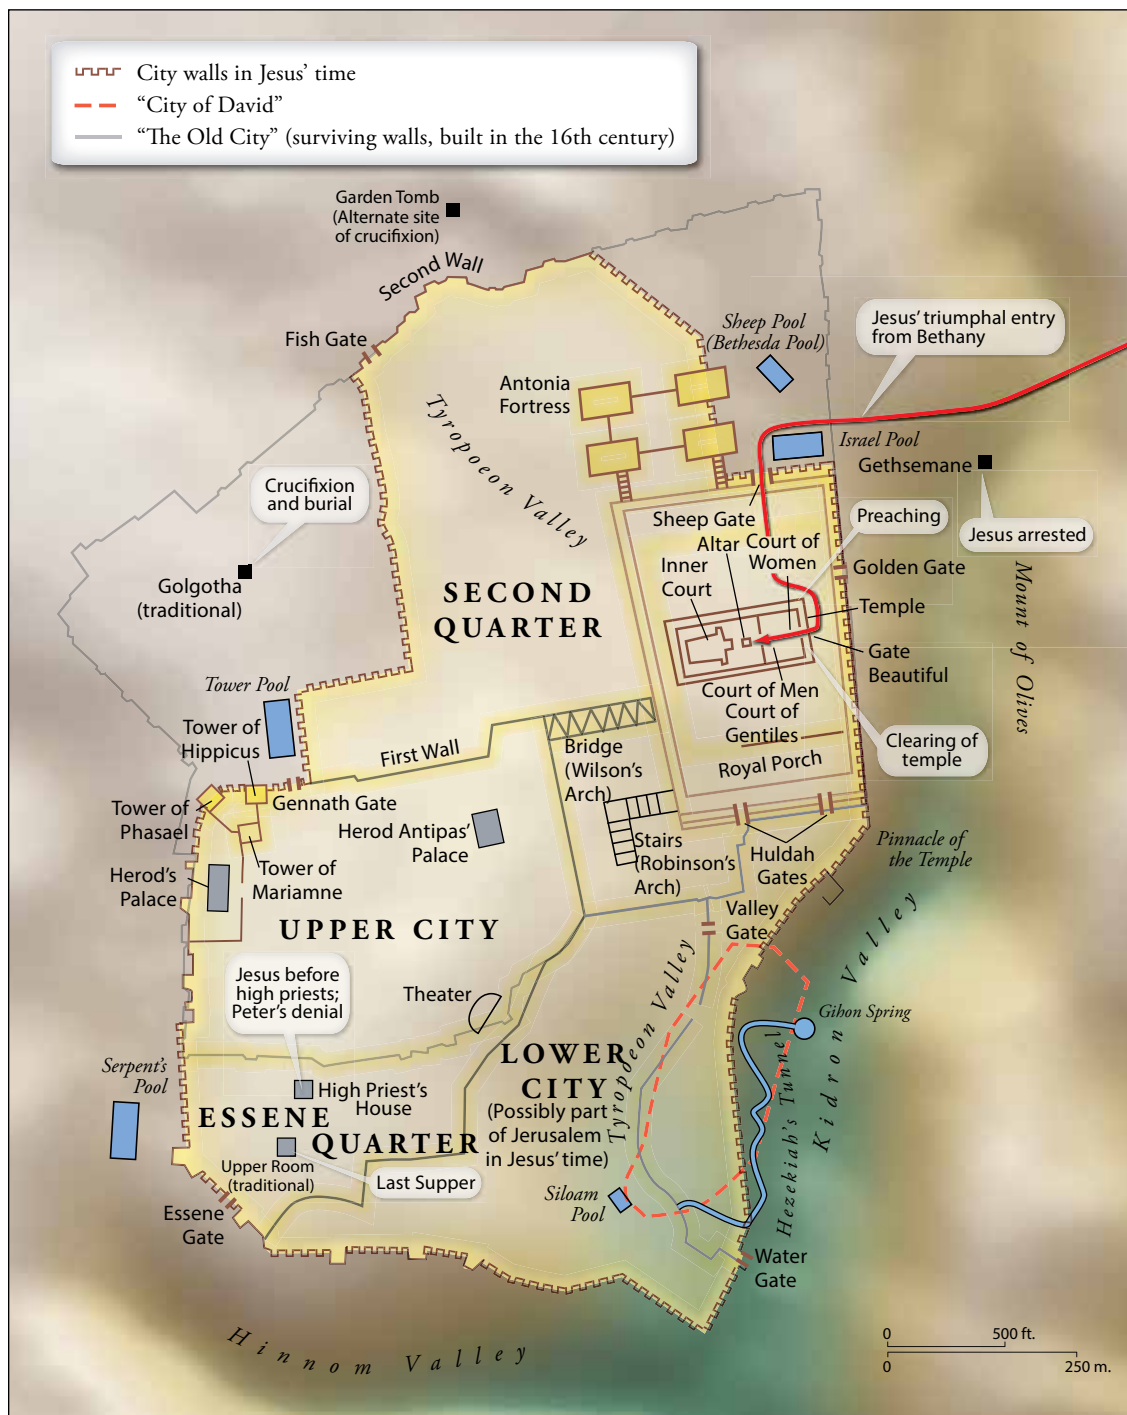 City walls in Jesus’ time
“City of David”
“The Old City” (surviving walls, built in the 16th century)
Garden Tomb
(Alternate site
of crucifixion)
Second Wall
Fish Gate
Sheep Pool
(Bethesda Pool)
Jesus’ triumphal entry
from Bethany
Antonia
Fortress
Tyropoeon Valley
Israel Pool
Gethsemane
Crucifixion
and burial
Sheep Gate
Preaching
Jesus arrested
Altar
Court of
Women
Inner
Court
Golden Gate
Golgotha
(traditional)
SECOND
QUARTER
Temple
Mount of Olives
Gate
Beautiful
Tower Pool
Court of Men
Court of
Gentiles
Tower of
Hippicus
First Wall
Bridge
(Wilson’s
Arch)
Royal Porch
Clearing of
temple
Tower of
Phasael
Gennath Gate
Herod Antipas’
Palace
Stairs
(Robinson’s
Arch)
Huldah
Gates
Pinnacle of
the Temple
Herod’s
Palace
Tower of
Mariamne
UPPER CITY
Valley
Gate
Kidron Valley
Jesus before
high priests;
Peter’s denial
Theater
Tyropoeon Valley
Gihon Spring
LOWER
CITY
(Possibly part
of Jerusalem
in Jesus’ time)
Hezekiah’s Tunnel
Serpent’s
Pool
High Priest’s
House
ESSENE
QUARTER
Upper Room
(traditional)
Last Supper
Siloam
Pool
Essene
Gate
Water
Gate
Hinnom Valley
0 500 ft.
0 250 m.